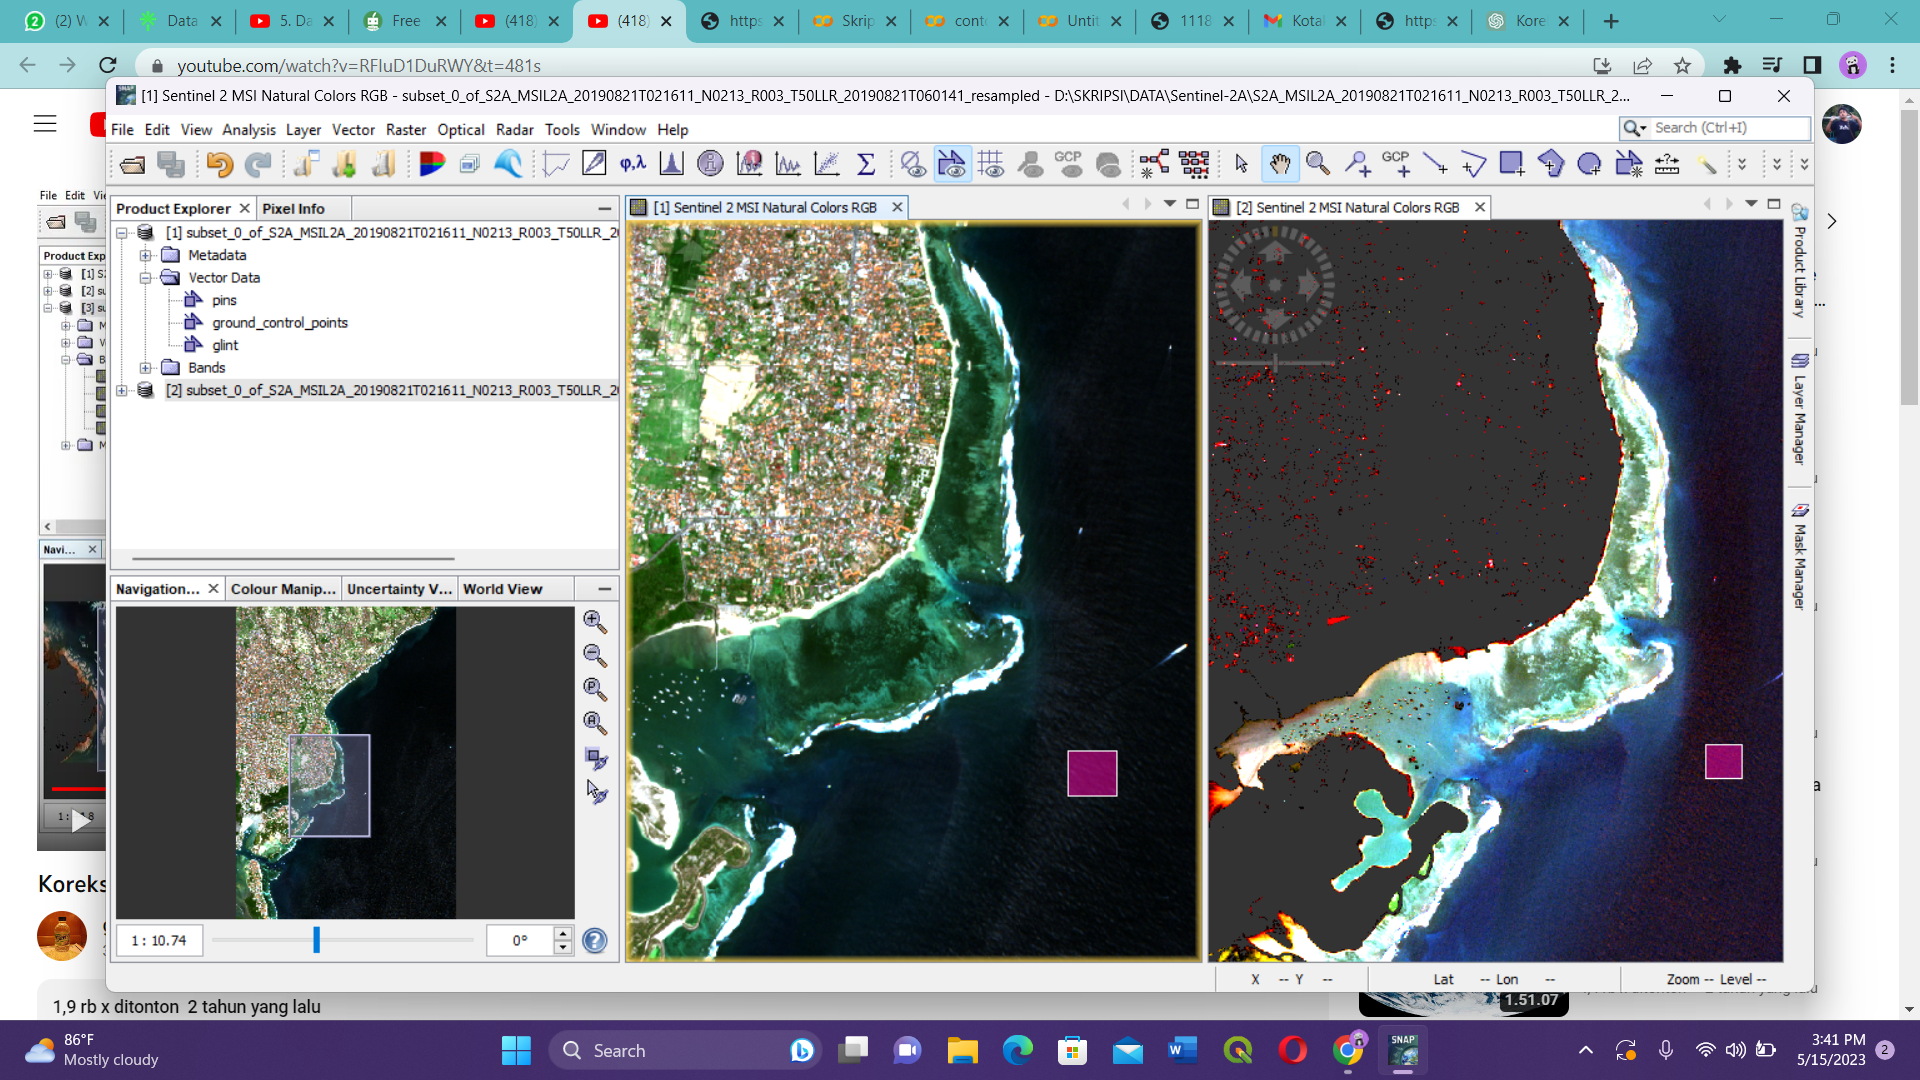 (2) W
Data
5. Da
Free
(418)
(418)
https
Skrip
conto
Untit
1118
Kotal
https
Kore
youtube.com/watch?v=RFIuD1DuRWY&t=481s
[1] Sentinel 2 MSI Natural Colors RGB - subset_0_of_S2A_MSIL2A_20190821T021611_N0213_R003_T50LLR_20190821T060141_resampled - D:\SKRIPSI\DATA\Sentinel-2A\S2A_MSIL2A_20190821T021611_N0213_R003_T50LLR_2...
File Edit View Analysis Layer Vector Raster Optical Radar Tools Window Help
Search (Ctrl+I)
φ,λ
GCP
GCP
Σ
File Edit Vi
Product Explorer
Pixel Info
[1] Sentinel 2 MSI Natural Colors RGB
[2] Sentinel 2 MSI Natural Colors RGB
[1] subset_0_of_S2A_MSIL2A_20190821T021611_N0213_R003_T50LLR_2
Metadata
Vector Data
pins
ground_control_points
glint
Bands
[2] subset_0_of_S2A_MSIL2A_20190821T021611_N0213_R003_T50LLR_2
Product Exp
[1] S
[2] su
[3] su
Navi...
Product Library
Layer Manager
Mask Manager
Navigation...
Colour Manip...
Uncertainty V...
World View
1 : 10.74
0°
X -- Y --
Lat -- Lon --
Zoom -- Level --
Koreks
1,9 rb x ditonton 2 tahun yang lalu
1.51.07
86°F
Mostly cloudy
Search
SNAP
3:41 PM
5/15/2023
2